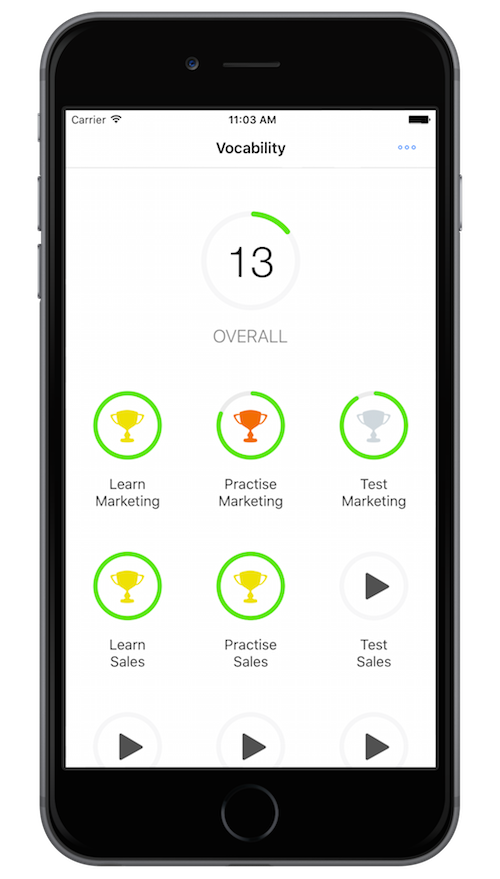 Carrier 11:03 AM
Vocability
13
OVERALL
Learn Practise Test
Marketing Marketing Marketing
Learn Practise Test
Sales Sales Sales